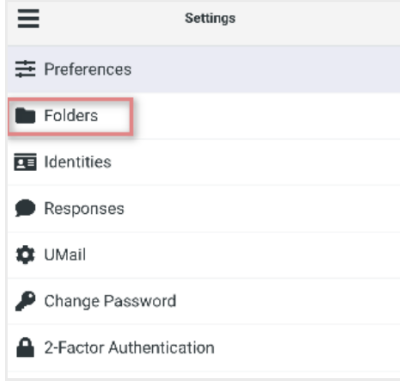 Settings
Preferences
Folders
Identities
Responses
UMail
Change Password
2-Factor Authentication